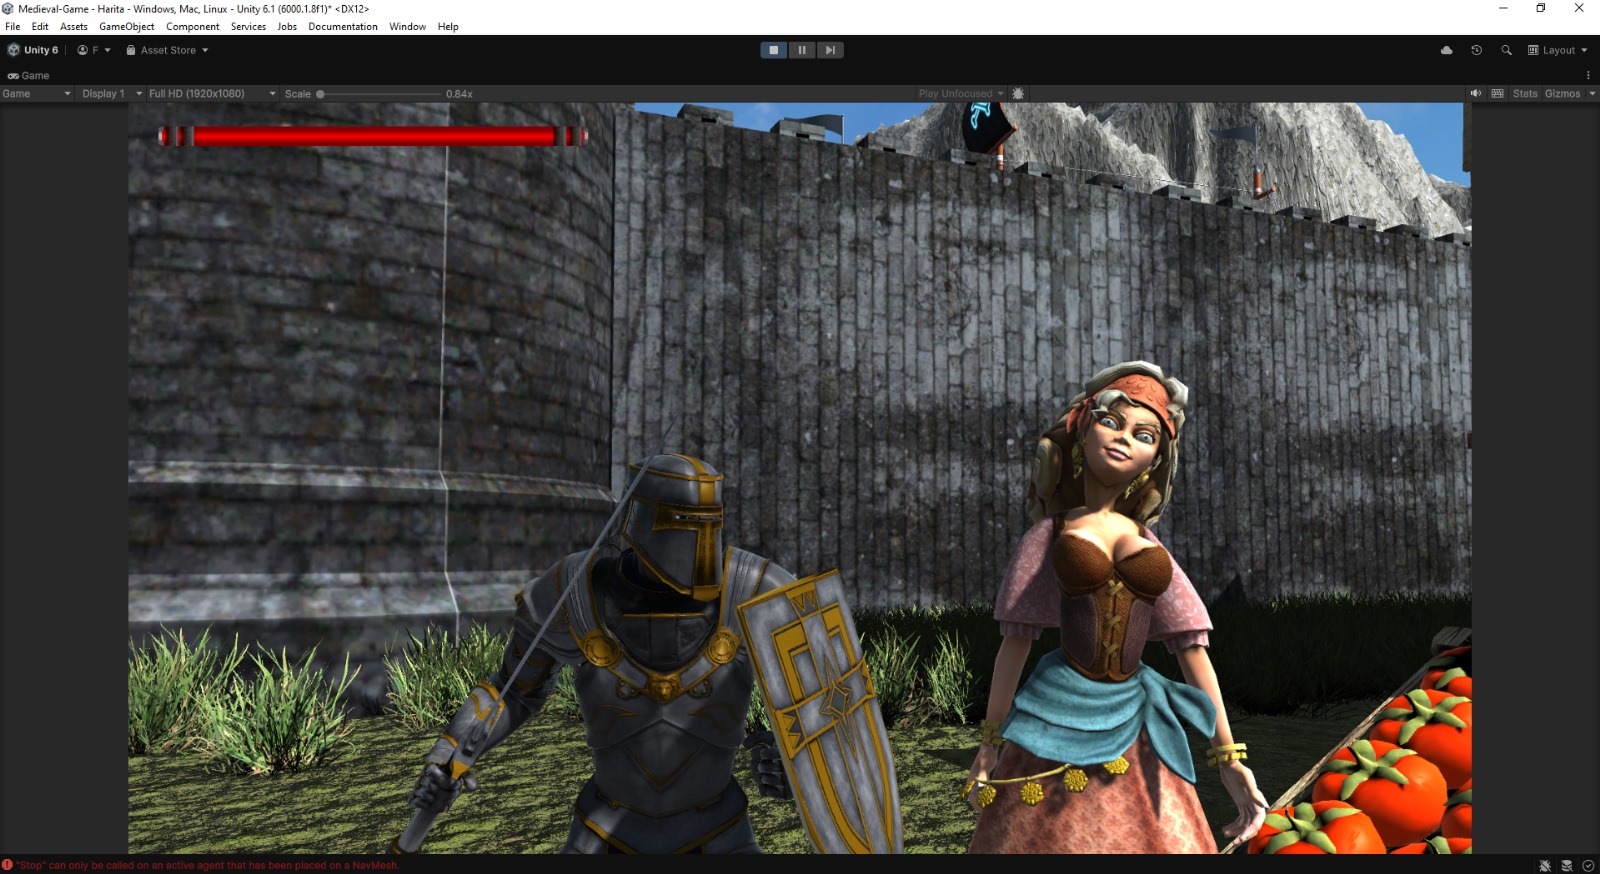 Medieval-Game - Harita - Windows, Mac, Linux - Unity 6.1 (6000.1.8f1)* <DX12>
File Edit Assets GameObject Component Services Jobs Documentation Window Help
Unity 6 F Asset Store Layout
Game
Game Display 1 Full HD (1920x1080) Scale 0.84x Play Unfocused Stats Gizmos
"Stop" can only be called on an active agent that has been placed on a NavMesh.